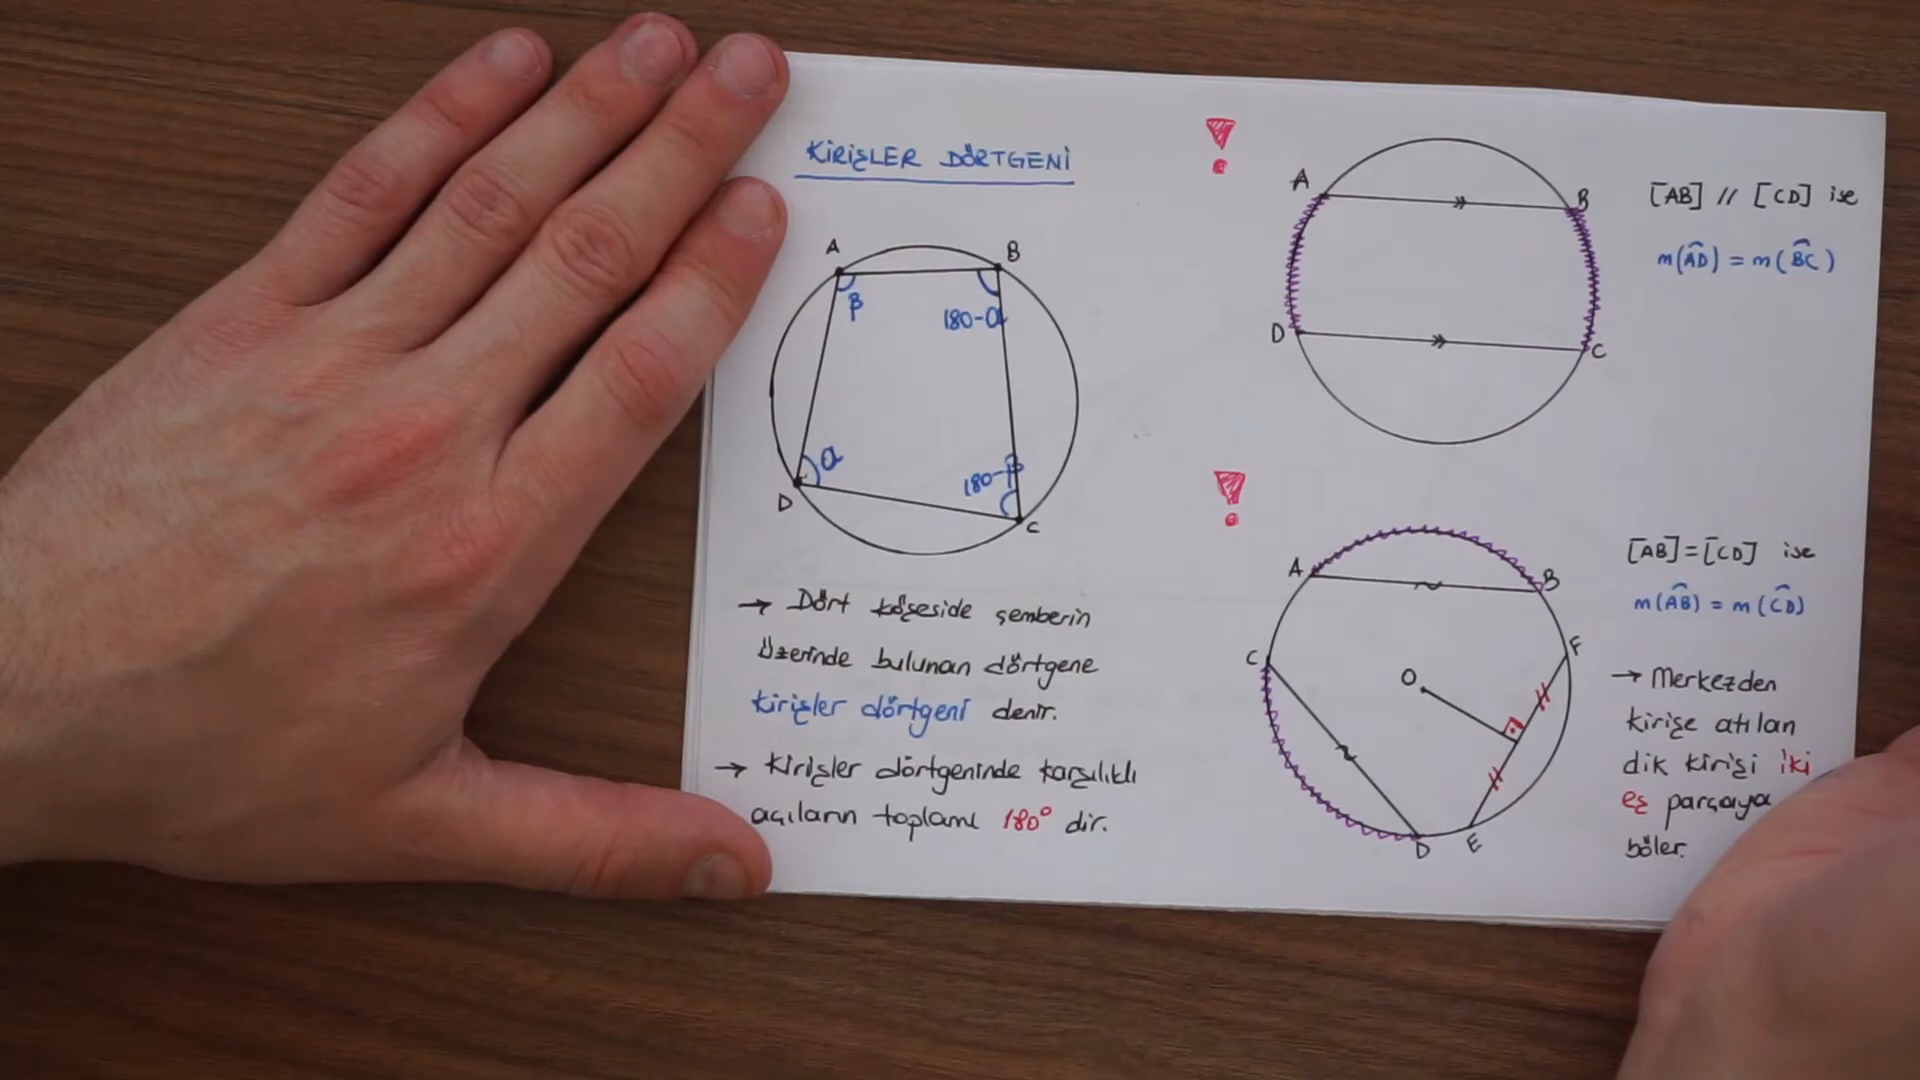 KİRİŞLER DÖRTGENİ
A
B
β
180-α
α
180-β
D
C
→ Dört köşeside çemberin
üzerinde bulunan dörtgene
kirişler dörtgeni denir.
→ Kirişler dörtgeninde karşılıklı
açıların toplamı 180° dir.
!
A
B
D
C
[AB] // [CD] ise
m(AD) = m(BC)
!
A
B
C
F
O
D
E
[AB]=[CD] ise
m(AB) = m(CD)
→ Merkezden
kirişe atılan
dik kirişi iki
eş parçaya
böler.